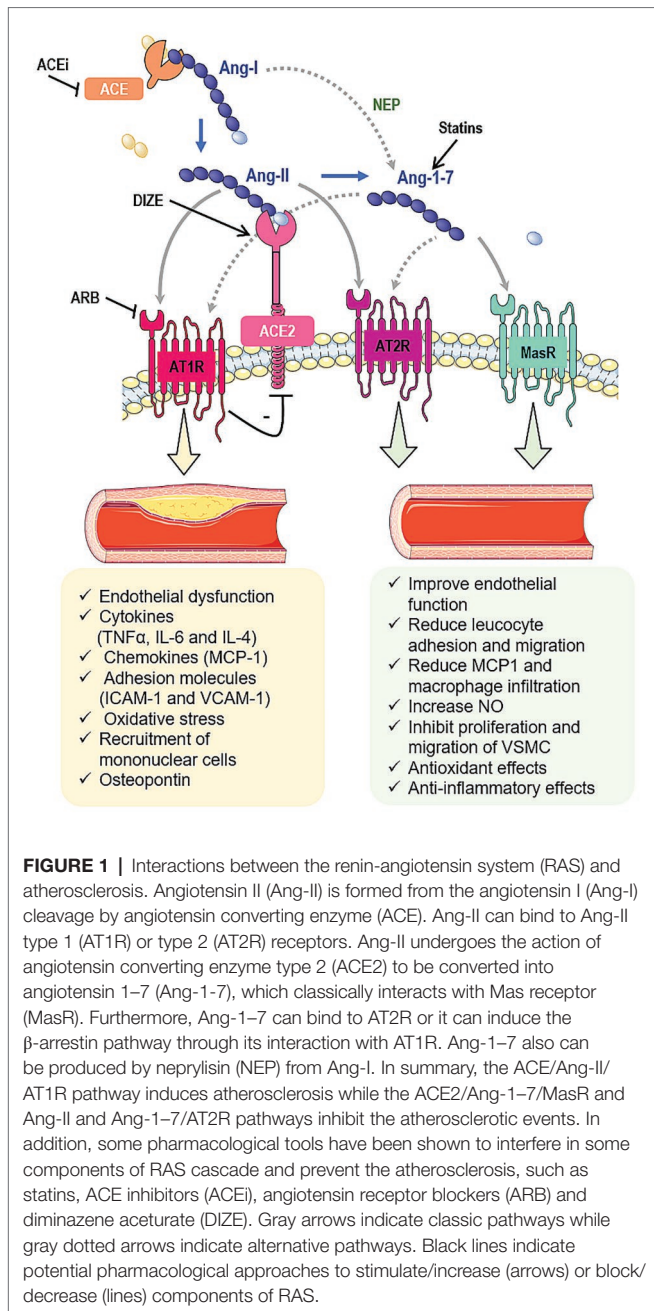 ACEi
ACE
Ang-I
NEP
Statins
Ang-II
Ang-1-7
DIZE
ARB
ACE2
AT1R
AT2R
MasR
-
✓ Endothelial dysfunction
✓ Cytokines
(TNFα, IL-6 and IL-4)
✓ Chemokines (MCP-1)
✓ Adhesion molecules
(ICAM-1 and VCAM-1)
✓ Oxidative stress
✓ Recruitment of
mononuclear cells
✓ Osteopontin
✓ Improve endothelial
function
✓ Reduce leucocyte
adhesion and migration
✓ Reduce MCP1 and
macrophage infiltration
✓ Increase NO
✓ Inhibit proliferation and
migration of VSMC
✓ Antioxidant effects
✓ Anti-inflammatory effects
FIGURE 1 | Interactions between the renin-angiotensin system (RAS) and
atherosclerosis. Angiotensin II (Ang-II) is formed from the angiotensin I (Ang-I)
cleavage by angiotensin converting enzyme (ACE). Ang-II can bind to Ang-II
type 1 (AT1R) or type 2 (AT2R) receptors. Ang-II undergoes the action of
angiotensin converting enzyme type 2 (ACE2) to be converted into
angiotensin 1–7 (Ang-1-7), which classically interacts with Mas receptor
(MasR). Furthermore, Ang-1–7 can bind to AT2R or it can induce the
β-arrestin pathway through its interaction with AT1R. Ang-1–7 also can
be produced by neprylisin (NEP) from Ang-I. In summary, the ACE/Ang-II/
AT1R pathway induces atherosclerosis while the ACE2/Ang-1–7/MasR and
Ang-II and Ang-1–7/AT2R pathways inhibit the atherosclerotic events. In
addition, some pharmacological tools have been shown to interfere in some
components of RAS cascade and prevent the atherosclerosis, such as
statins, ACE inhibitors (ACEi), angiotensin receptor blockers (ARB) and
diminazene aceturate (DIZE). Gray arrows indicate classic pathways while
gray dotted arrows indicate alternative pathways. Black lines indicate
potential pharmacological approaches to stimulate/increase (arrows) or block/
decrease (lines) components of RAS.